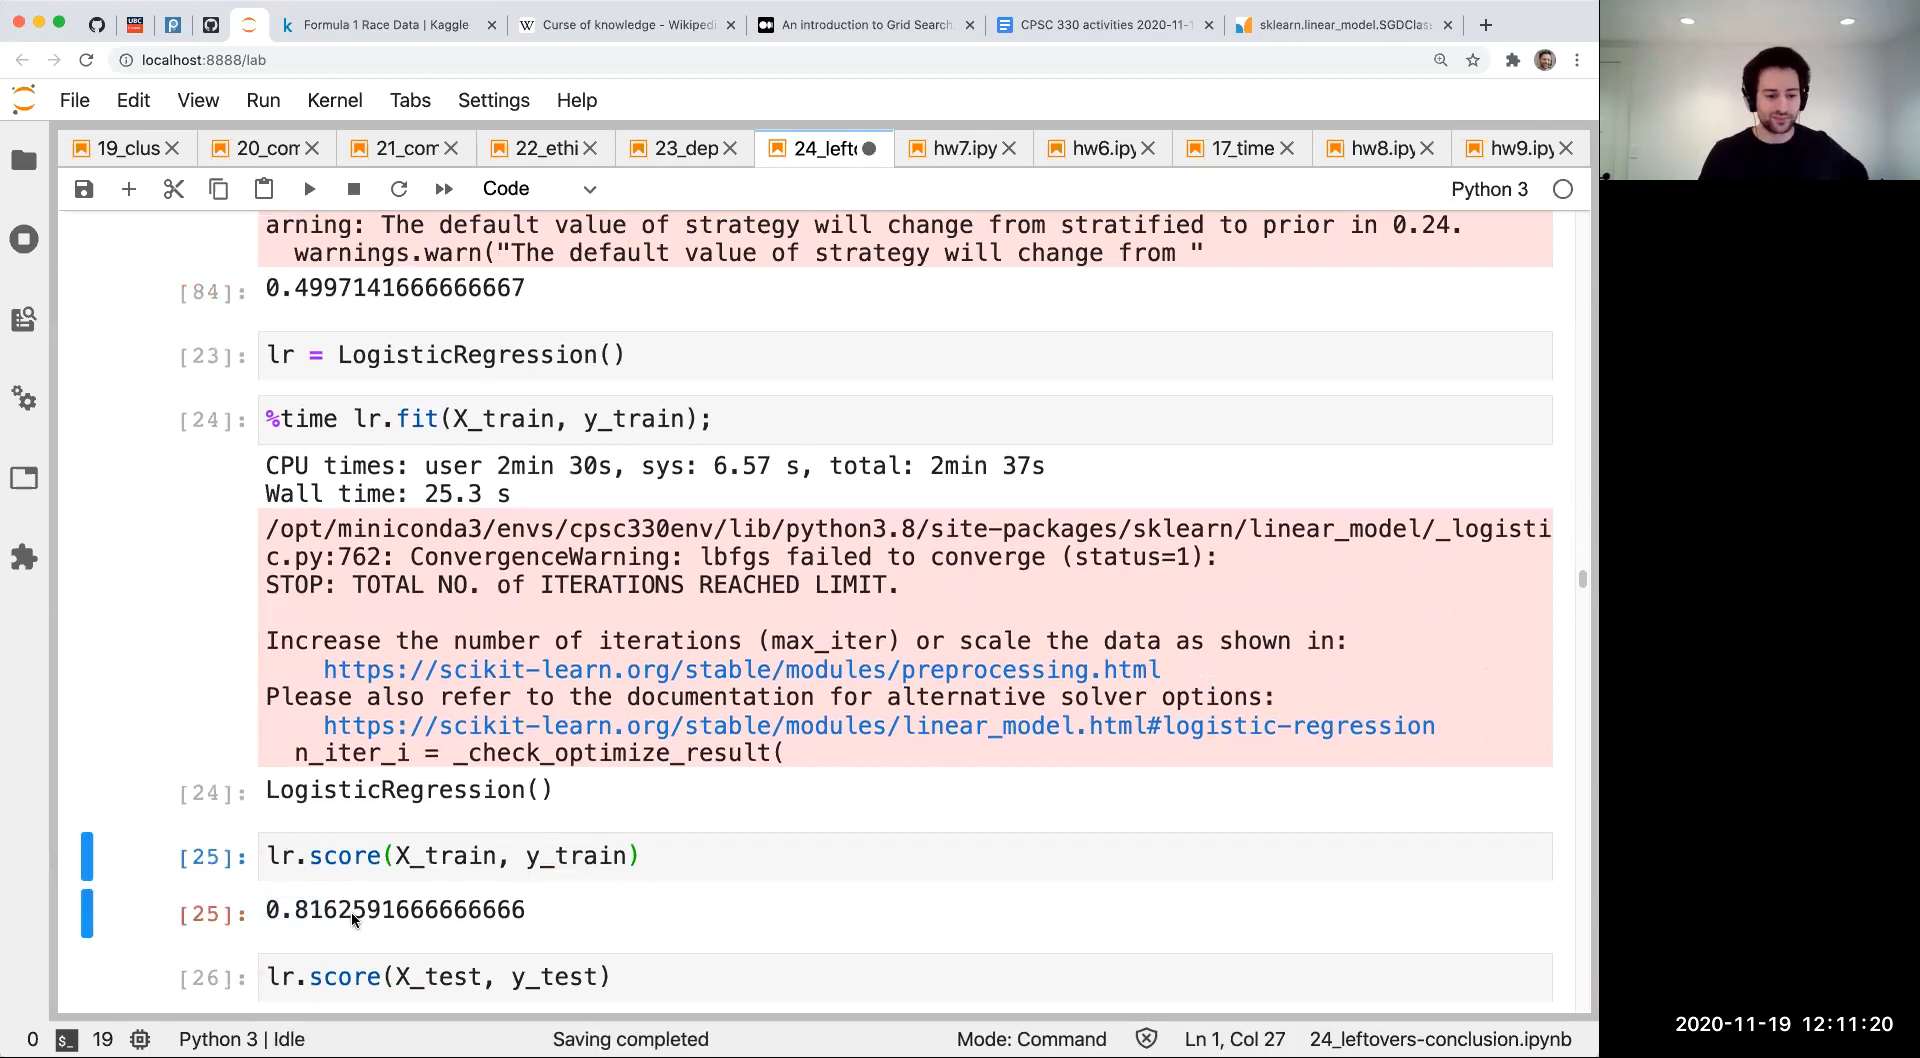 Formula 1 Race Data | Kaggle
Curse of knowledge - Wikiped
An introduction to Grid Search
CPSC 330 activities 2020-11-1
sklearn.linear_model.SGDClas
localhost:8888/lab
File Edit View Run Kernel Tabs Settings Help
19_clus 20_com 21_com 22_ethi 23_dep 24_lefto hw7.ipy hw6.ipy 17_time hw8.ipy hw9.ipy
Code Python 3
arning: The default value of strategy will change from stratified to prior in 0.24.
warnings.warn("The default value of strategy will change from "
[84]: 0.4997141666666667
[23]: lr = LogisticRegression()
[24]: %time lr.fit(X_train, y_train);
CPU times: user 2min 30s, sys: 6.57 s, total: 2min 37s
Wall time: 25.3 s
/opt/miniconda3/envs/cpsc330env/lib/python3.8/site-packages/sklearn/linear_model/_logisti
c.py:762: ConvergenceWarning: lbfgs failed to converge (status=1):
STOP: TOTAL NO. of ITERATIONS REACHED LIMIT.
Increase the number of iterations (max_iter) or scale the data as shown in:
https://scikit-learn.org/stable/modules/preprocessing.html
Please also refer to the documentation for alternative solver options:
https://scikit-learn.org/stable/modules/linear_model.html#logistic-regression
n_iter_i = _check_optimize_result(
[24]: LogisticRegression()
[25]: lr.score(X_train, y_train)
[25]: 0.8162591666666666
[26]: lr.score(X_test, y_test)
0 $_ 19 Python 3 | Idle Saving completed Mode: Command Ln 1, Col 27 24_leftovers-conclusion.ipynb
2020-11-19 12:11:20